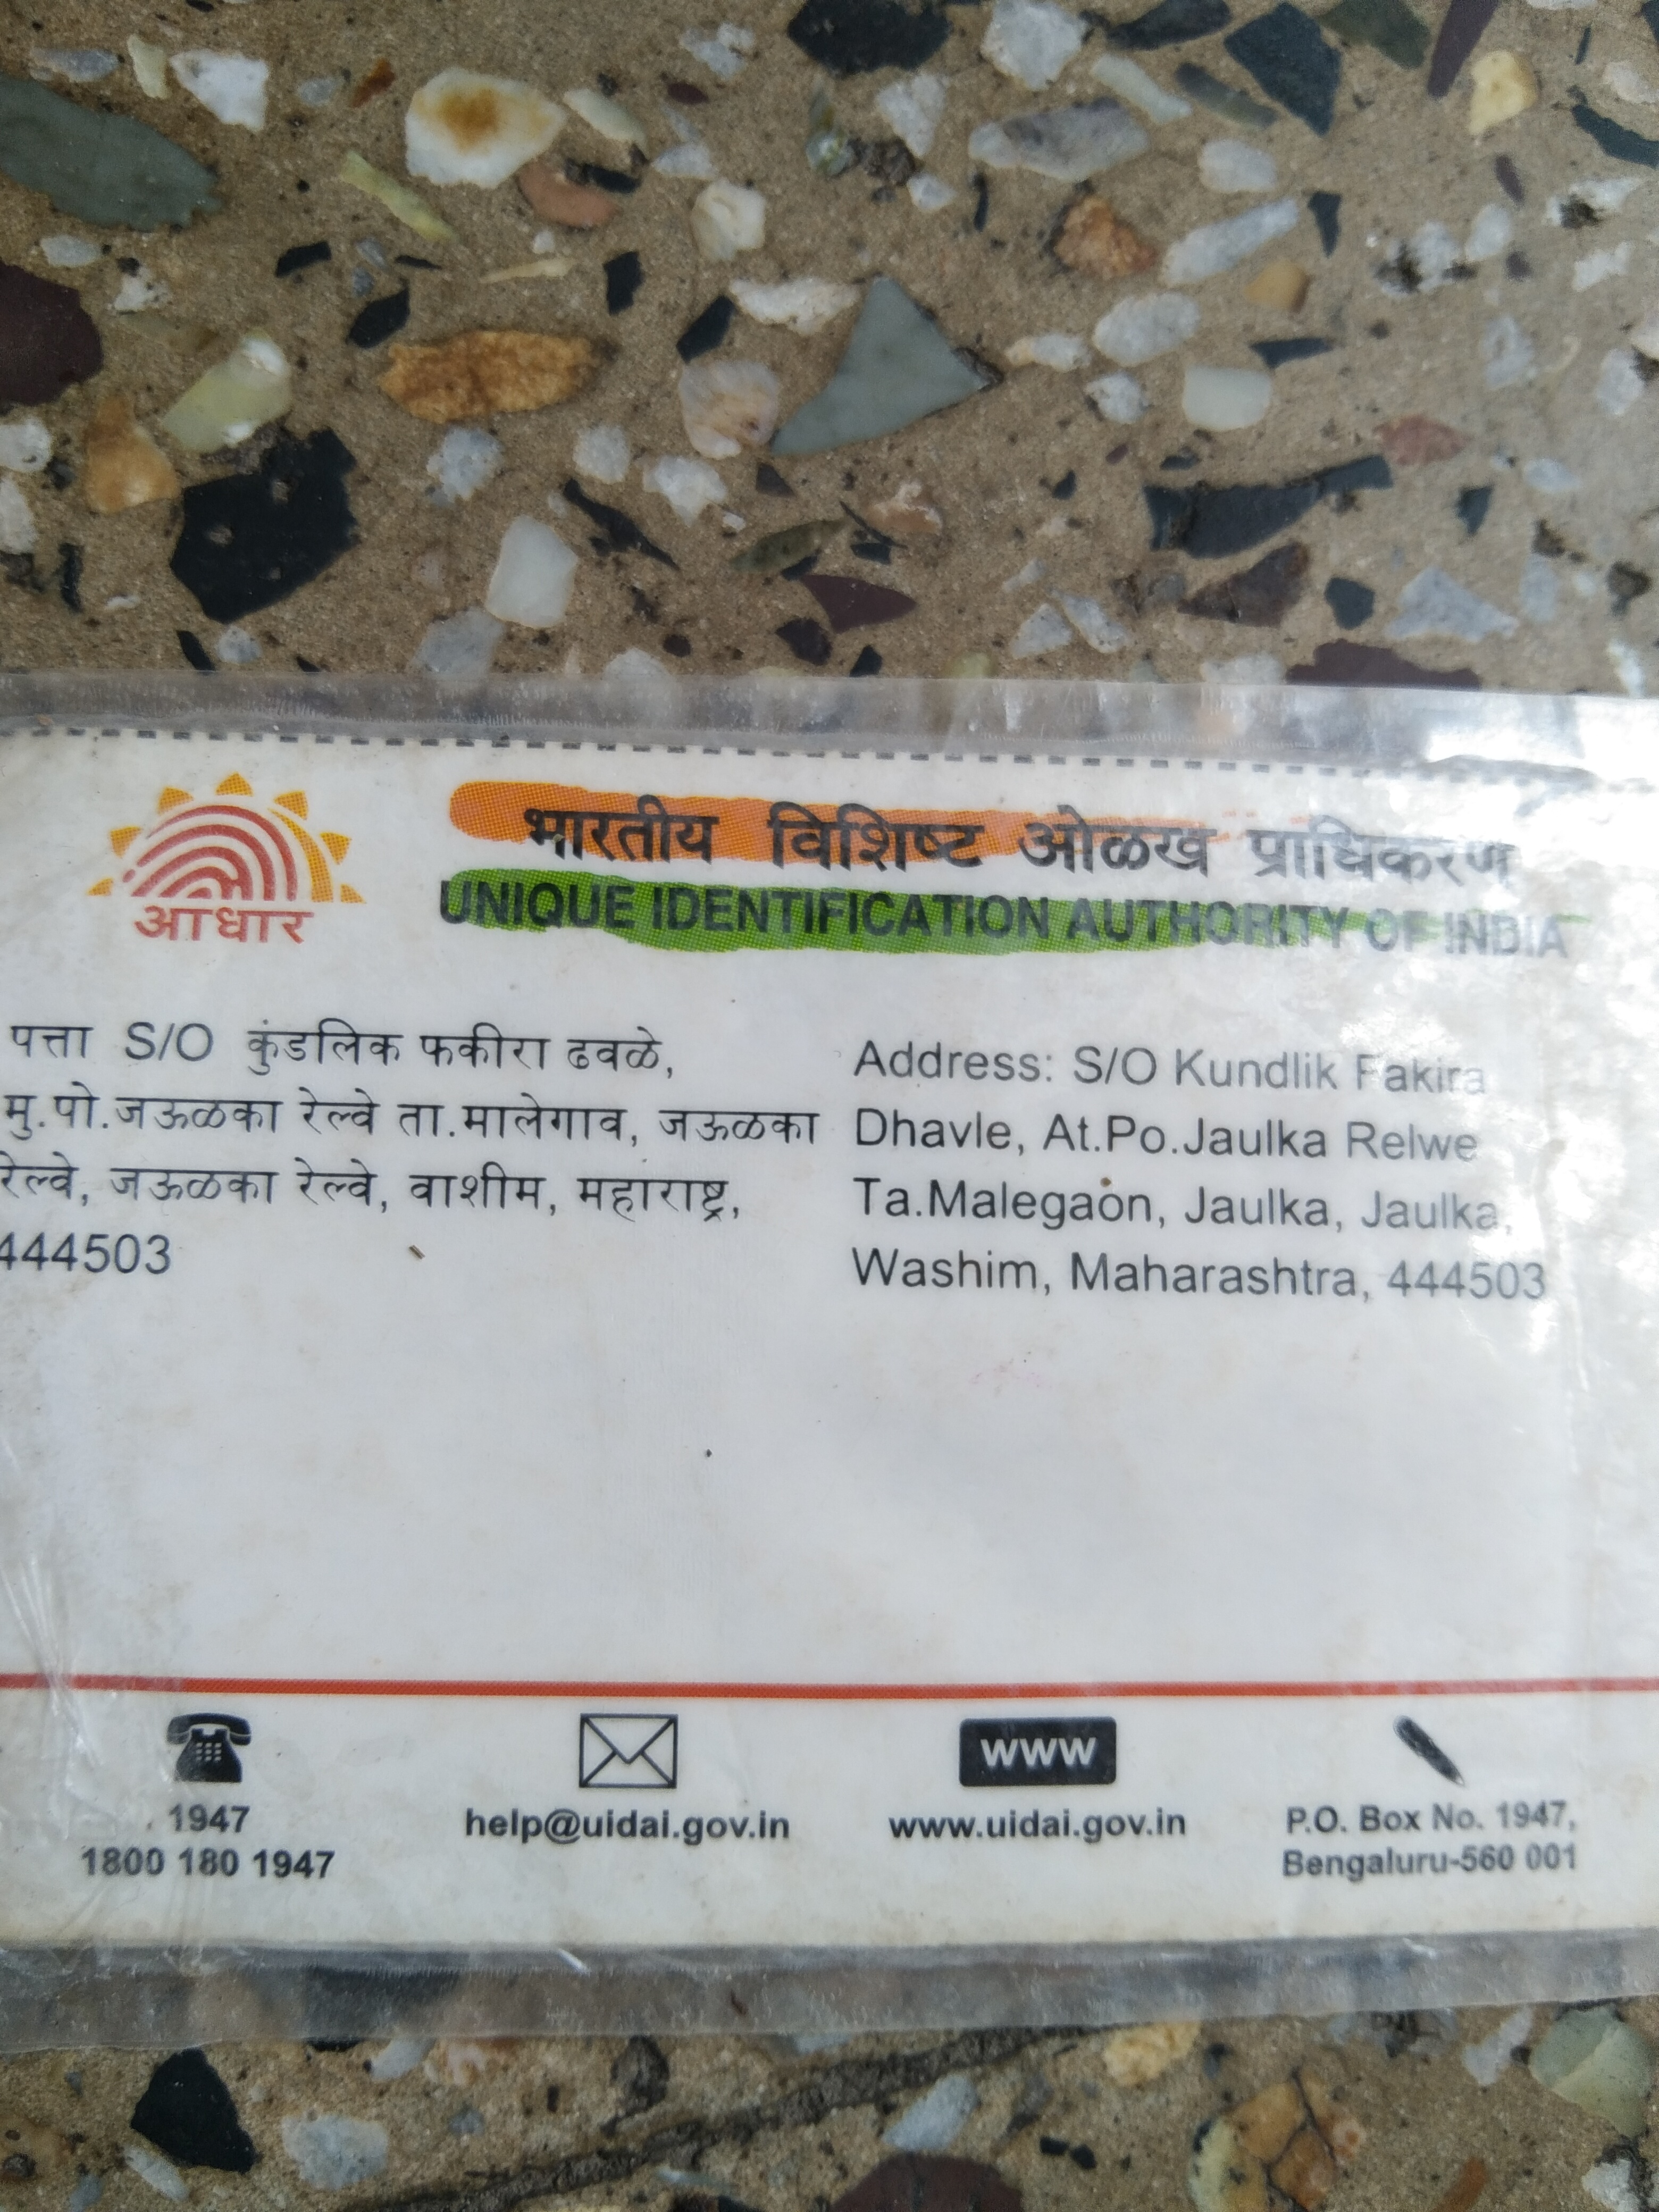 आधार
भारतीय विशिष्ट ओळख प्राधिकरण
UNIQUE IDENTIFICATION AUTHORITY OF INDIA
पत्ता S/O कुंडलिक फकीरा ढवळे,
मु.पो.जऊळका रेल्वे ता.मालेगाव, जऊळका
रेल्वे, जऊळका रेल्वे, वाशीम, महाराष्ट्र,
444503
Address: S/O Kundlik Fakira
Dhavle, At.Po.Jaulka Relwe
Ta.Malegaon, Jaulka, Jaulka,
Washim, Maharashtra, 444503
1947
1800 180 1947
help@uidai.gov.in
www
www.uidai.gov.in
P.O. Box No. 1947,
Bengaluru-560 001